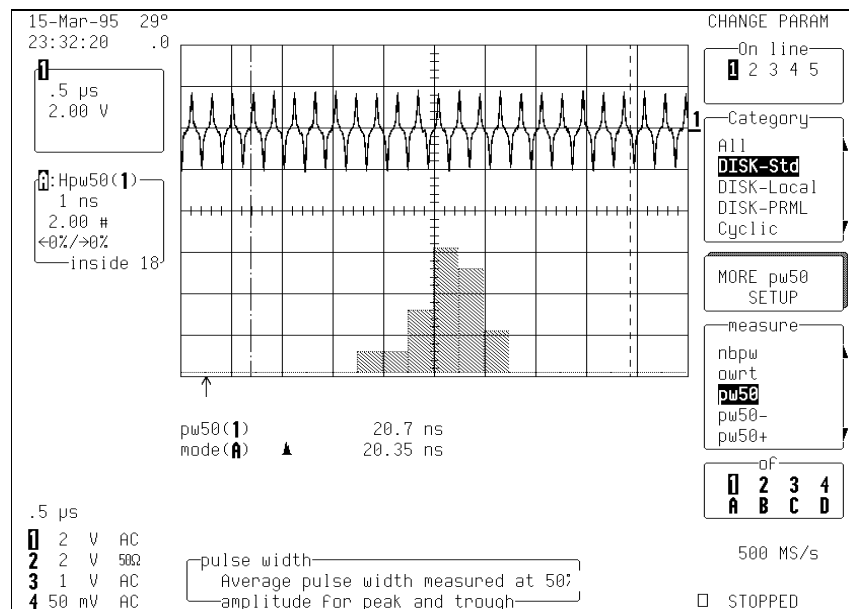 15-Mar-95 29°
23:32:20 .0
1
.5 µs
2.00 V
A:Hpw50(1)
1 ns
2.00 #
←0%/→0%
inside 18
1
pw50(1) 20.7 ns
mode(A) 20.35 ns
.5 µs
1 2 V AC
2 2 V 50Ω
3 1 V AC
4 50 mV AC
pulse width
Average pulse width measured at 50%
amplitude for peak and trough
CHANGE PARAM
On line
1 2 3 4 5
Category
All
DISK-Std
DISK-Local
DISK-PRML
Cyclic
MORE pw50
SETUP
measure
nbpw
owrt
pw50
pw50-
pw50+
of
1 2 3 4
A B C D
500 MS/s
STOPPED